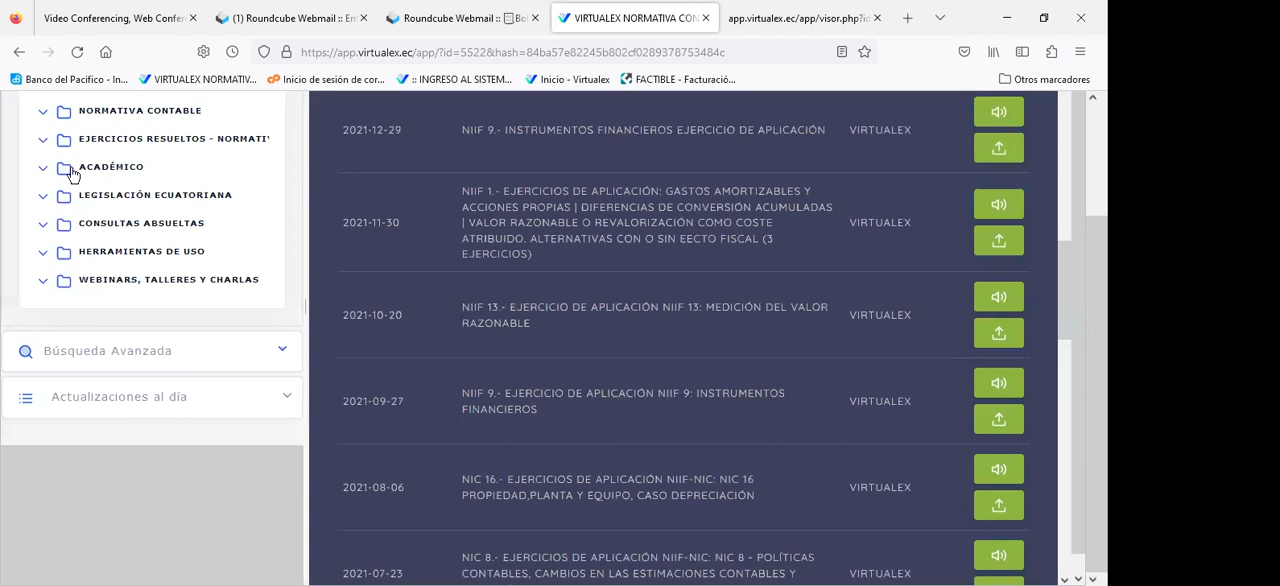 Video Conferencing, Web Confer
(1) Roundcube Webmail :: En
Roundcube Webmail :: Bo
VIRTUALEX NORMATIVA CON
app.virtualex.ec/app/visor.php?id
https://app.virtualex.ec/app/?id=5522&hash=84ba57e82245b802cf0289378753484c
Banco del Pacifico - In...
VIRTUALEX NORMATIV...
Inicio de sesión de cor...
:: INGRESO AL SISTEM...
Inicio - Virtualex
FACTIBLE - Facturació...
Otros marcadores
NORMATIVA CONTABLE
EJERCICIOS RESUELTOS - NORMATI
ACADÉMICO
LEGISLACIÓN ECUATORIANA
CONSULTAS ABSUELTAS
HERRAMIENTAS DE USO
WEBINARS, TALLERES Y CHARLAS
Búsqueda Avanzada
Actualizaciones al día
2021-12-29 NIIF 9.- INSTRUMENTOS FINANCIEROS EJERCICIO DE APLICACIÓN VIRTUALEX
NIIF 1.- EJERCICIOS DE APLICACIÓN: GASTOS AMORTIZABLES Y
ACCIONES PROPIAS | DIFERENCIAS DE CONVERSIÓN ACUMULADAS
2021-11-30 | VALOR RAZONABLE O REVALORIZACIÓN COMO COSTE VIRTUALEX
ATRIBUIDO. ALTERNATIVAS CON O SIN EECTO FISCAL (3
EJERCICIOS)
2021-10-20 NIIF 13.- EJERCICIO DE APLICACIÓN NIIF 13: MEDICIÓN DEL VALOR VIRTUALEX
RAZONABLE
2021-09-27 NIIF 9.- EJERCICIO DE APLICACIÓN NIIF 9: INSTRUMENTOS VIRTUALEX
FINANCIEROS
2021-08-06 NIC 16.- EJERCICIOS DE APLICACIÓN NIIF-NIC: NIC 16 VIRTUALEX
PROPIEDAD,PLANTA Y EQUIPO, CASO DEPRECIACIÓN
NIC 8.- EJERCICIOS DE APLICACIÓN NIIF-NIC: NIC 8 - POLÍTICAS
2021-07-23 CONTABLES, CAMBIOS EN LAS ESTIMACIONES CONTABLES Y VIRTUALEX